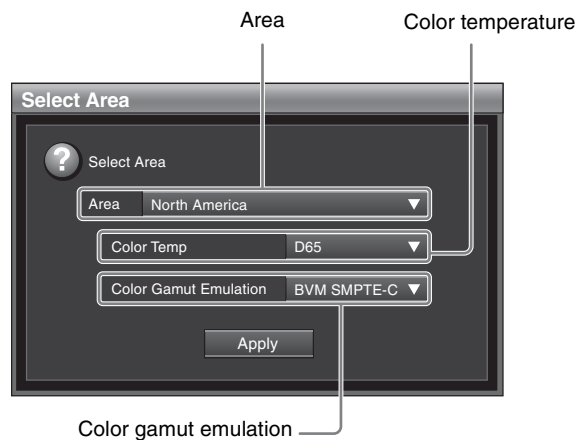 Area
Color temperature
Select Area
? Select Area
Area North America
Color Temp D65
Color Gamut Emulation BVM SMPTE-C
Apply
Color gamut emulation